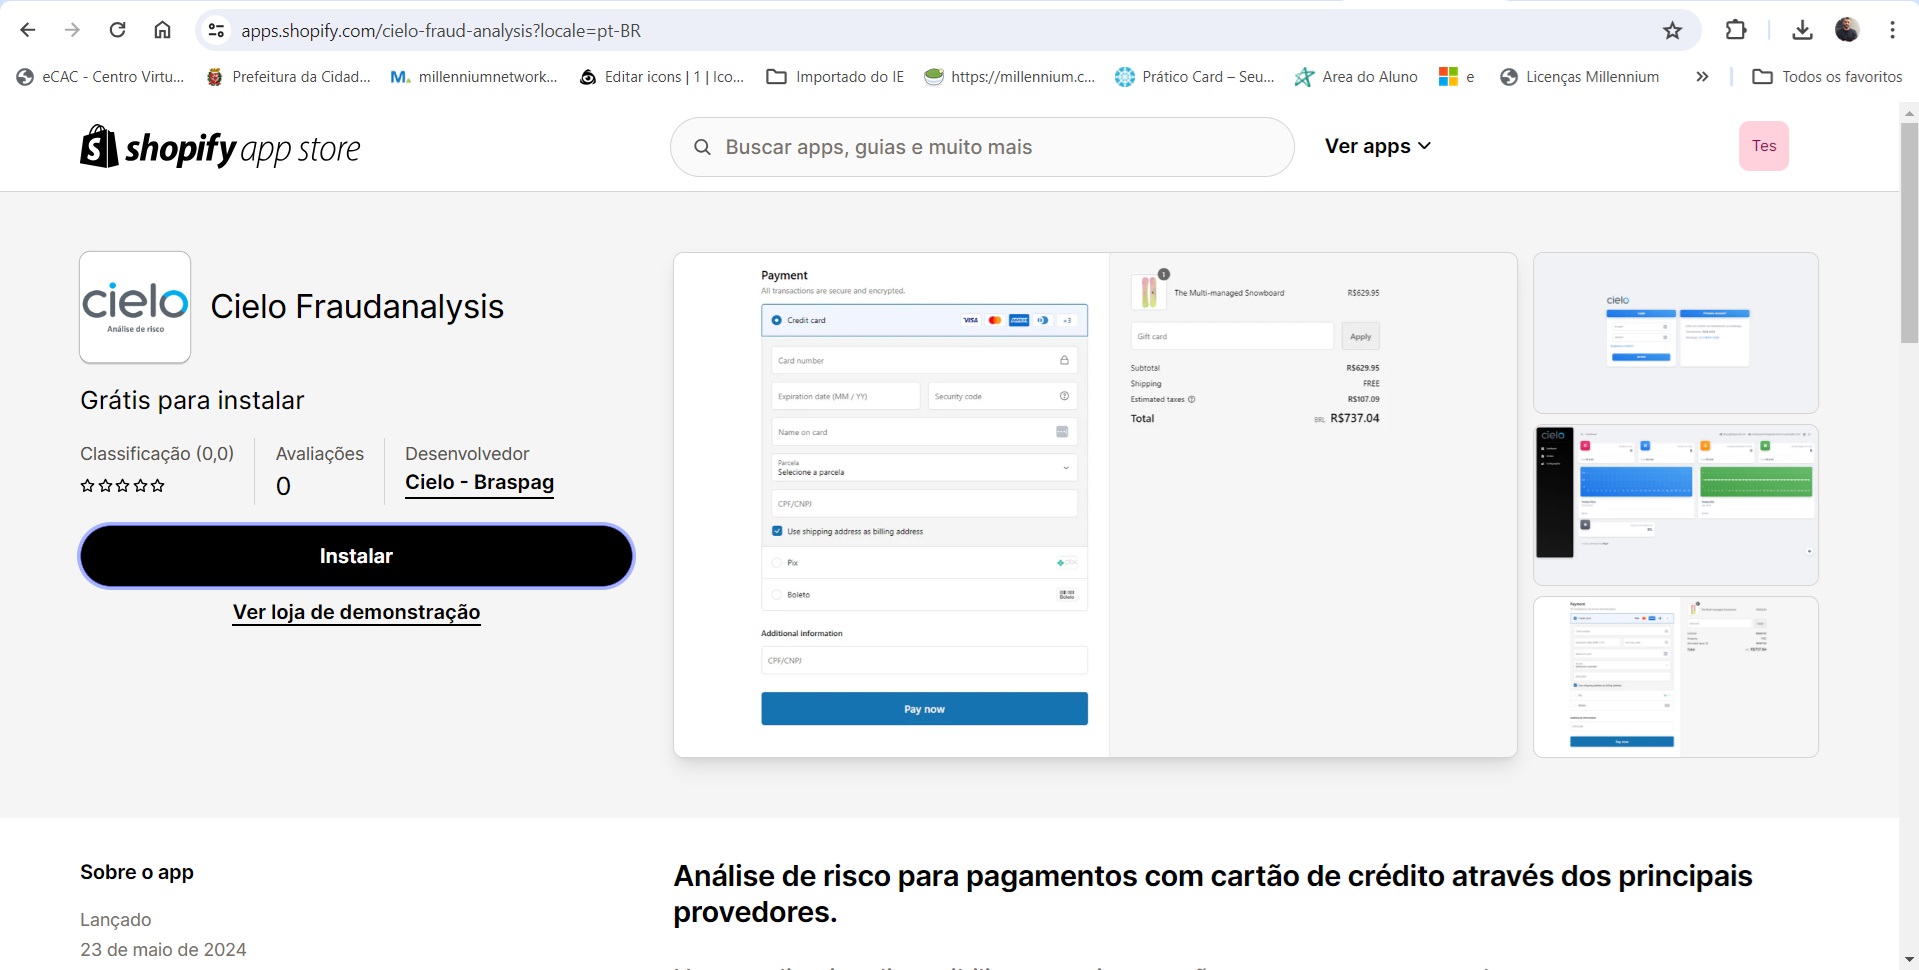 apps.shopify.com/cielo-fraud-analysis?locale=pt-BR
eCAC - Centro Virtu...
Prefeitura da Cidad...
millenniumnetwork...
Editar icons | 1 | Ico...
Importado do IE
https://millennium.c...
Prático Card – Seu...
Area do Aluno
e
Licenças Millennium
Todos os favoritos
shopify app store
Buscar apps, guias e muito mais
Ver apps
Tes
cielo
Análise de risco
Cielo Fraudanalysis
Grátis para instalar
Classificação (0,0)
Avaliações
0
Desenvolvedor
Cielo - Braspag
Instalar
Ver loja de demonstração
Payment
All transactions are secure and encrypted.
Credit card
VISA
+3
Card number
Expiration date (MM / YY)
Security code
Name on card
Parcela
Selecione a parcela
CPF/CNPJ
Use shipping address as billing address
Pix
Boleto
Additional information
CPF/CNPJ
Pay now
1
The Multi-managed Snowboard
R$629.95
Gift card
Apply
Subtotal
R$629.95
Shipping
FREE
Estimated taxes
R$107.09
Total
BRL R$737.04
cielo
cielo
Payment
Pay now
Sobre o app
Lançado
23 de maio de 2024
Análise de risco para pagamentos com cartão de crédito através dos principais
provedores.